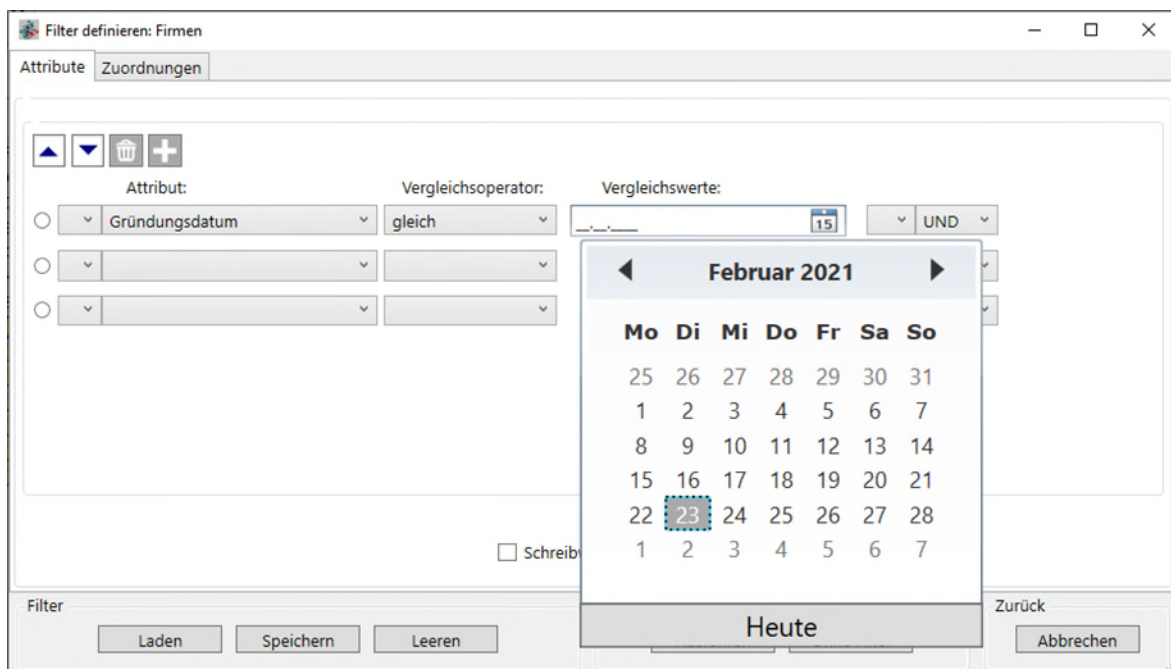 Filter definieren: Firmen
Attribute Zuordnungen
Attribut: Vergleichsoperator: Vergleichswerte:
Gründungsdatum gleich __.__.____ 15 UND
Februar 2021
Mo Di Mi Do Fr Sa So
25 26 27 28 29 30 31
1 2 3 4 5 6 7
8 9 10 11 12 13 14
15 16 17 18 19 20 21
22 23 24 25 26 27 28
1 2 3 4 5 6 7
Heute
Filter Zurück
Laden Speichern Leeren Abbrechen